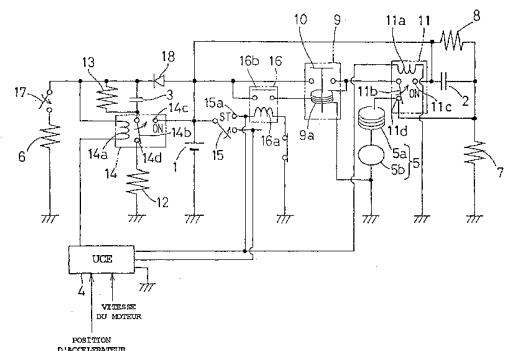 10 9 11a 11 8
18
13 16b 16
17 3 14c 15a 11b ON 11c 2
ON ST 9a 11d
14a 14b 16a
6 14 14d 15 5a 5
1 5b 7
12
UCE
4
VITESSE
DU MOTEUR
POSITION
D'ACCELERATEUR